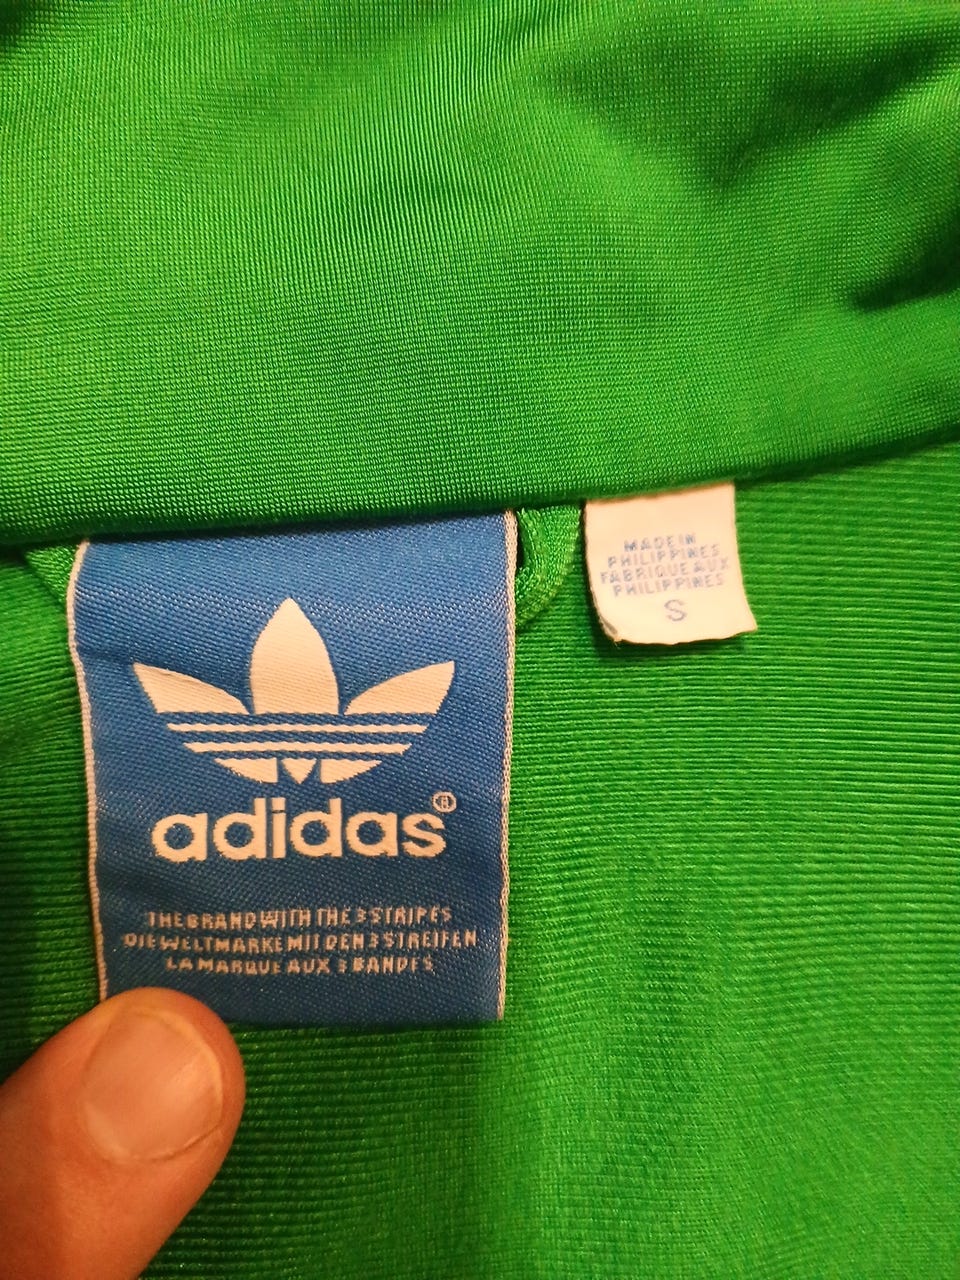 adidas®
THE BRAND WITH THE 3 STRIPES
DIE WELTMARKE MIT DEN 3 STREIFEN
LA MARQUE AUX 3 BANDES
MADE IN
PHILIPPINES
FABRIQUE AUX
PHILIPPINES
S